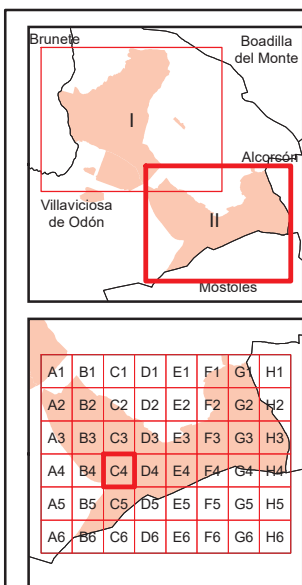 Brunete
Boadilla
del Monte
I
Alcorcón
Villaviciosa
de Odón
II
Móstoles
A1 B1 C1 D1 E1 F1 G1 H1
A2 B2 C2 D2 E2 F2 G2 H2
A3 B3 C3 D3 E3 F3 G3 H3
A4 B4 C4 D4 E4 F4 G4 H4
A5 B5 C5 D5 E5 F5 G5 H5
A6 B6 C6 D6 E6 F6 G6 H6